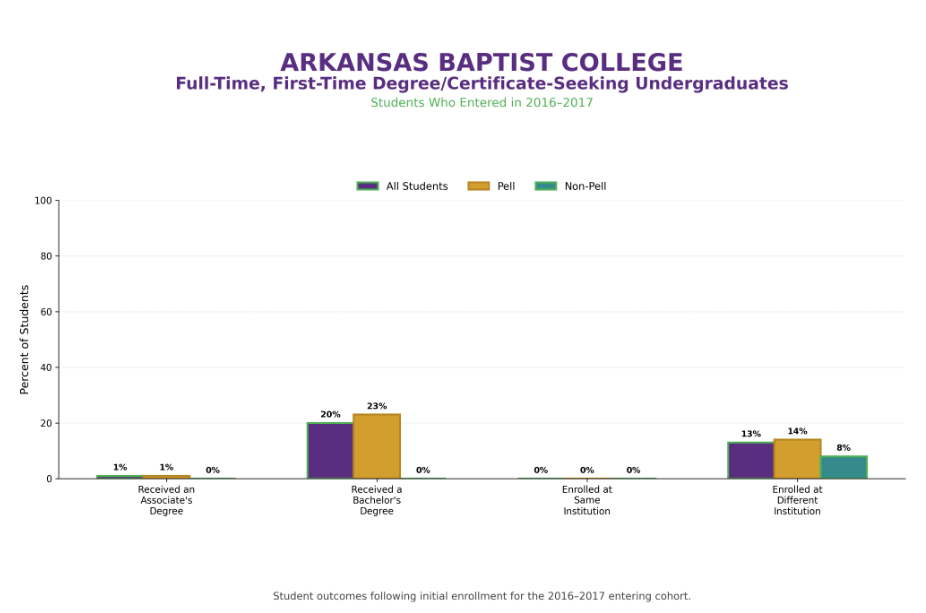 ARKANSAS BAPTIST COLLEGE
Full-Time, First-Time Degree/Certificate-Seeking Undergraduates
Students Who Entered in 2016–2017
All Students
Pell
Non-Pell
Percent of Students
100
80
60
40
20
0
1%
1%
0%
20%
23%
0%
0%
0%
0%
13%
14%
8%
Received an
Associate's
Degree
Received a
Bachelor's
Degree
Enrolled at
Same
Institution
Enrolled at
Different
Institution
Student outcomes following initial enrollment for the 2016–2017 entering cohort.